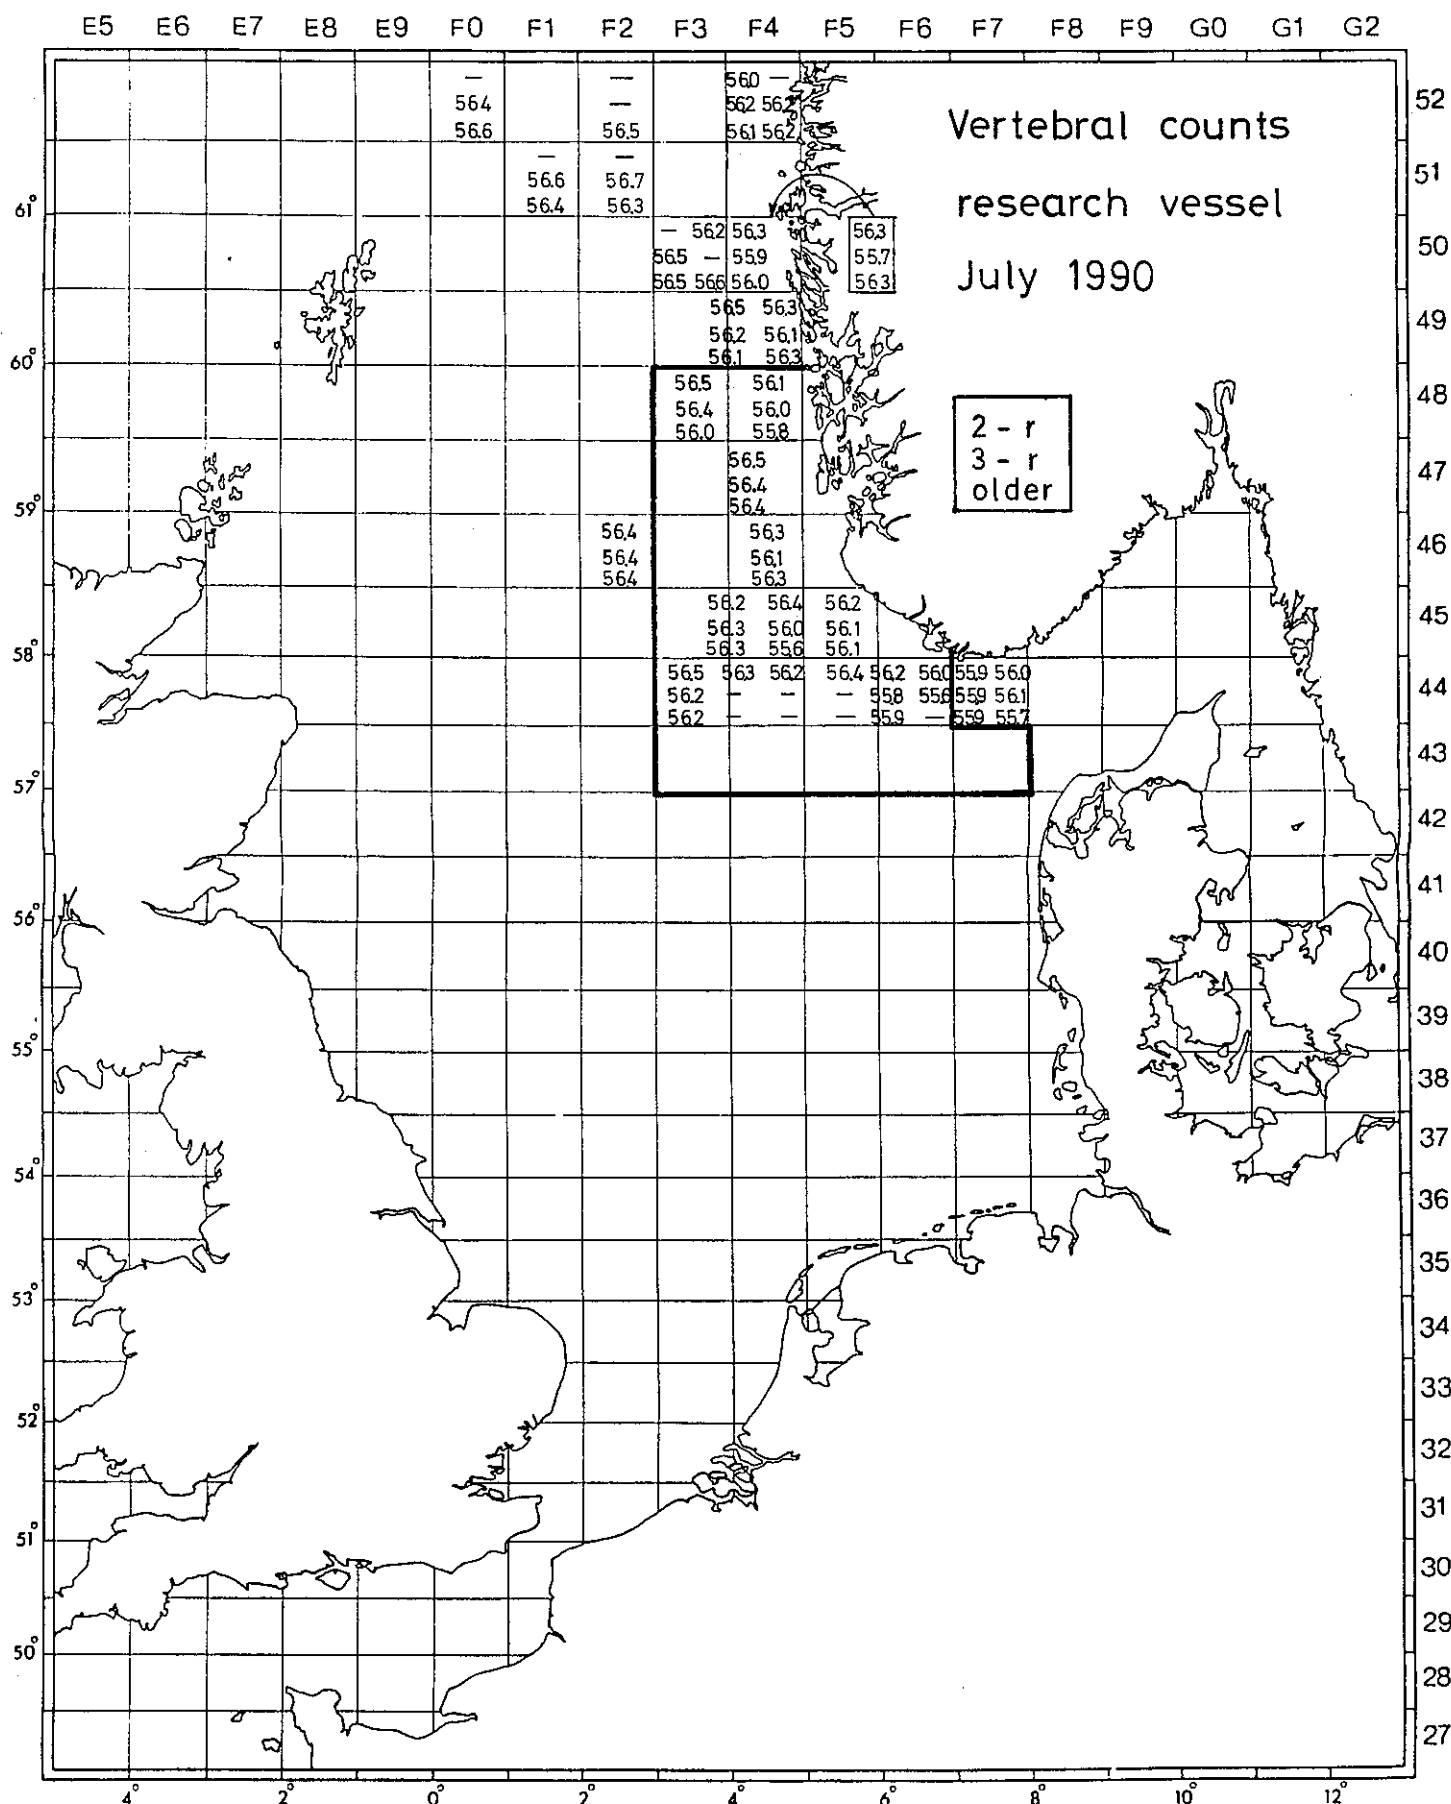 E5 E6 E7 E8 E9 F0 F1 F2 F3 F4 F5 F6 F7 F8 F9 G0 G1 G2
— — 56.0 —
56.4 — 56.2 56.2
56.6 56.5 56.1 56.2
52
Vertebral counts
— —
56.6 56.7
56.4 56.3
51
research vessel
61°
— 56.2 56.3 56.3
56.5 — 55.9 55.7
56.5 56.6 56.0 56.3
50
July 1990
56.5 56.3
56.2 56.1
56.1 56.3
49
60°
56.5 56.1
56.4 56.0
56.0 55.8
48
2 - r
3 - r
older
56.5
56.4
56.4
47
59°
56.4 56.3
56.4 56.1
56.4 56.3
46
56.2 56.4 56.2
56.3 56.0 56.1
56.3 55.6 56.1
45
58°
56.5 56.3 56.2 56.4 56.2 56.0 55.9 56.0
56.2 — — — 55.8 55.6 55.9 56.1
56.2 — — — 55.9 — 55.9 55.7
44
43
57°
42
41
56°
40
39
55°
38
37
54°
36
35
53°
34
33
52°
32
31
51°
30
29
50°
28
27
4° 2° 0° 2° 4° 6° 8° 10° 12°